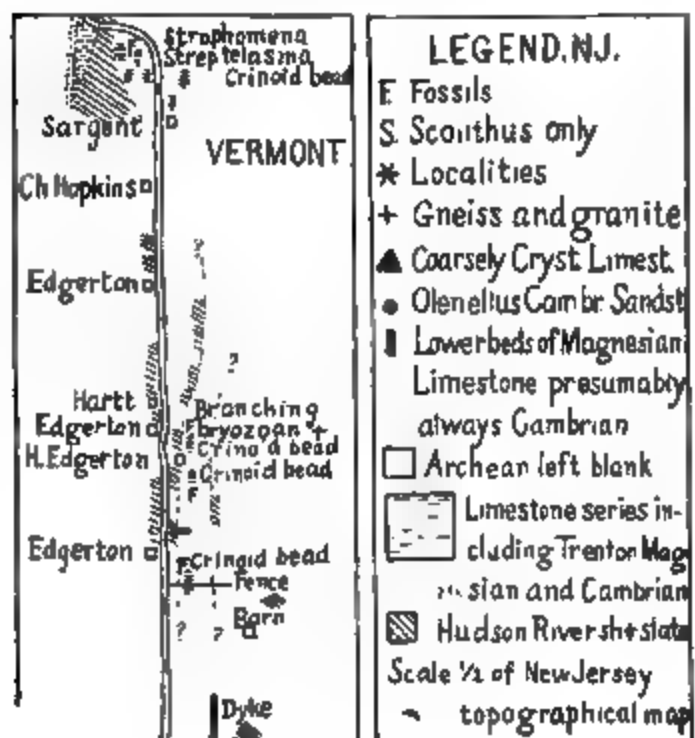 Strophomena
Streptelasma
Crinoid bead
F
Sargent
VERMONT
Ch Hopkins
Edgerton
?
Hartt
Branching
Edgerton
bryozoan +
Crinoid bead
H. Edgerton
Crinoid bead
Edgerton
Crinoid bead
Fence
Barn
? ?
Dyke
LEGEND. N.J.
F Fossils
S. Scolithus only
* Localities
+ Gneiss and granite
Coarsely Cryst. Limest.
Olenellus Cambr. Sandst
Lower beds of Magnesian
Limestone presumably
always Cambrian
Archean left blank
Limestone series in-
cluding Trenton Mag
sian and Cambrian
Hudson River
Scale ½ of New Jersey
topographical map